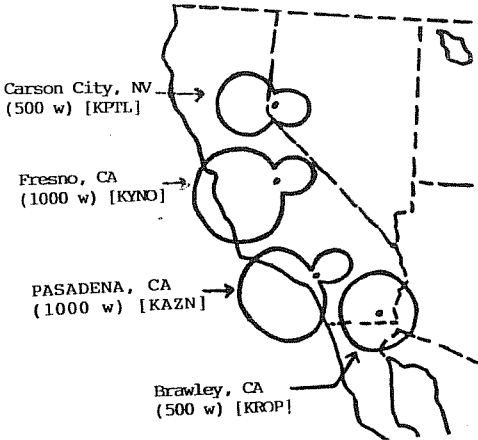 Carson City, NV
(500 w) [KPTL]
Fresno, CA
(1000 w) [KYNO]
PASADENA, CA
(1000 w) [KAZN]
Brawley, CA
(500 w) [KROP]